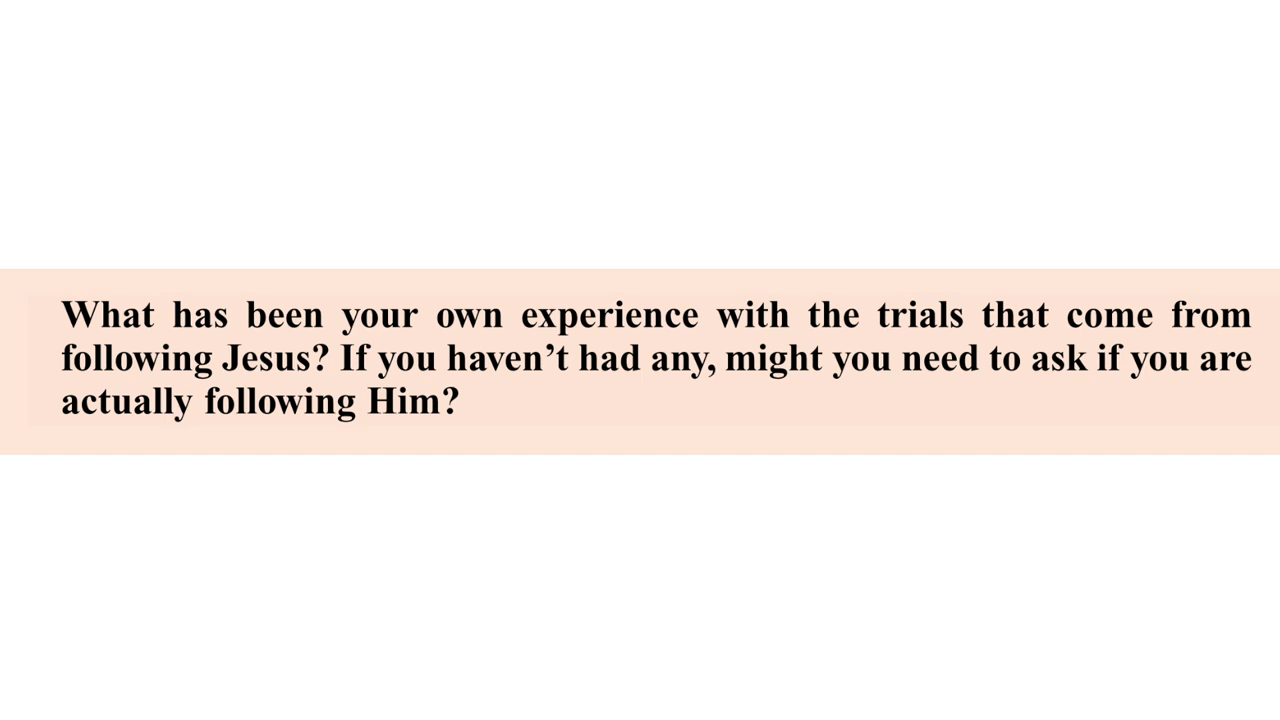 What has been your own experience with the trials that come from
following Jesus? If you haven’t had any, might you need to ask if you are
actually following Him?